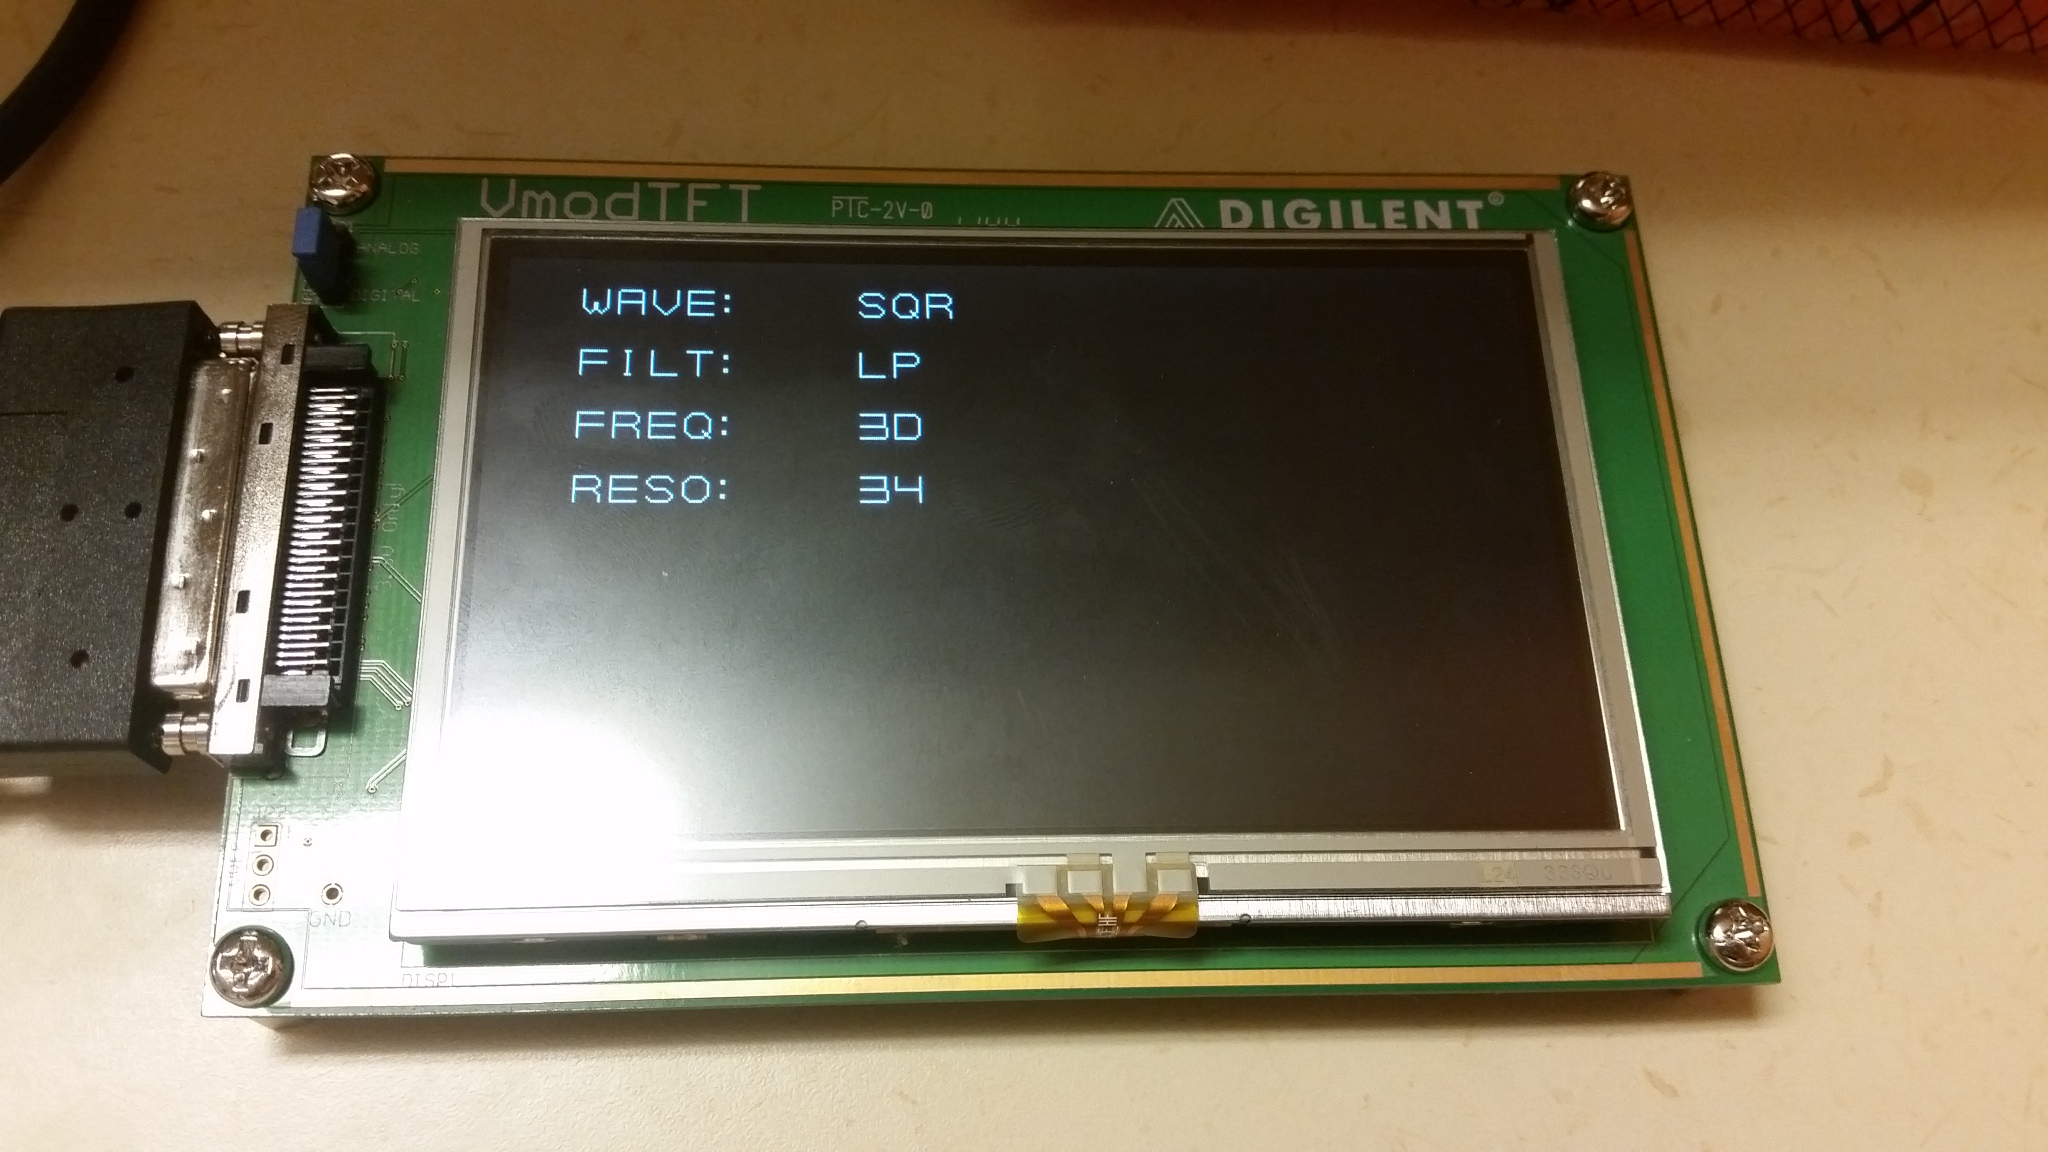 VmodTFT PTC-2V-0 DIGILENT®
ANALOG
DIGITAL
WAVE: SQR
FILT: LP
FREQ: 3D
RESO: 34
GND